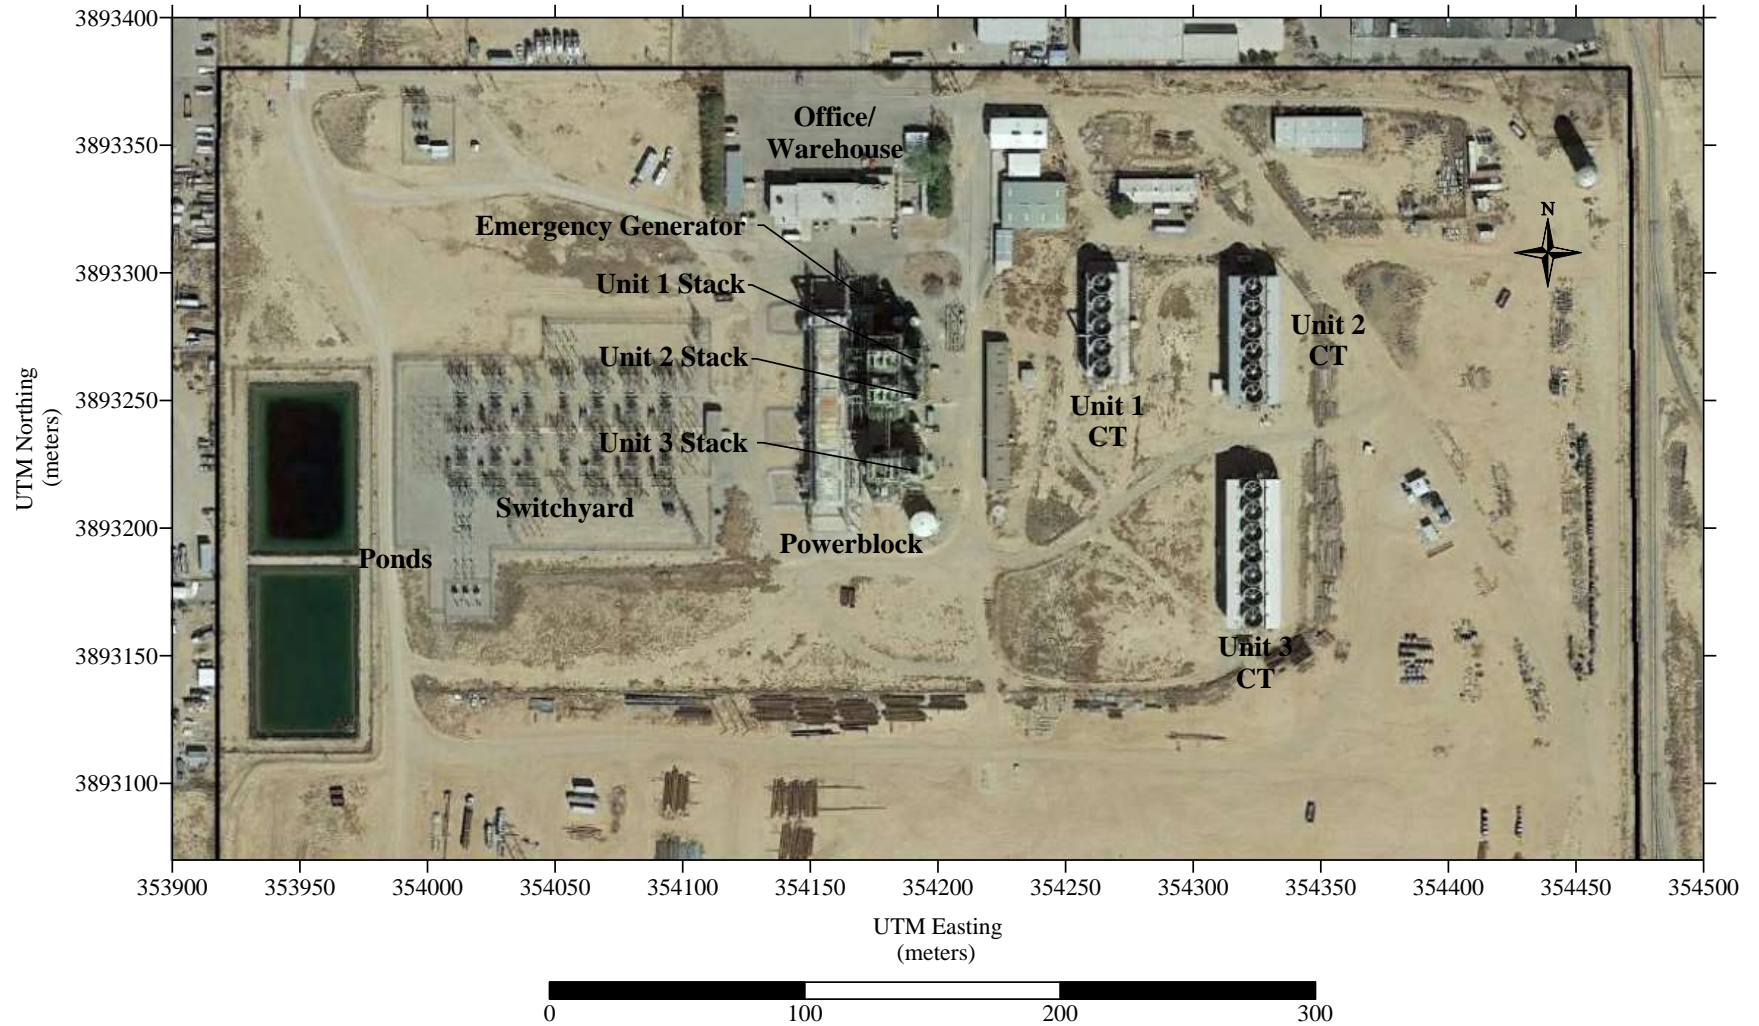 3893400
3893350
3893300
3893250
3893200
3893150
3893100
UTM Northing
(meters)
Office/
Warehouse
N
Emergency Generator
Unit 1 Stack
Unit 2
CT
Unit 2 Stack
Unit 1
CT
Unit 3 Stack
Switchyard
Powerblock
Ponds
Unit 3
CT
353900
353950
354000
354050
354100
354150
354200
354250
354300
354350
354400
354450
354500
UTM Easting
(meters)
0
100
200
300